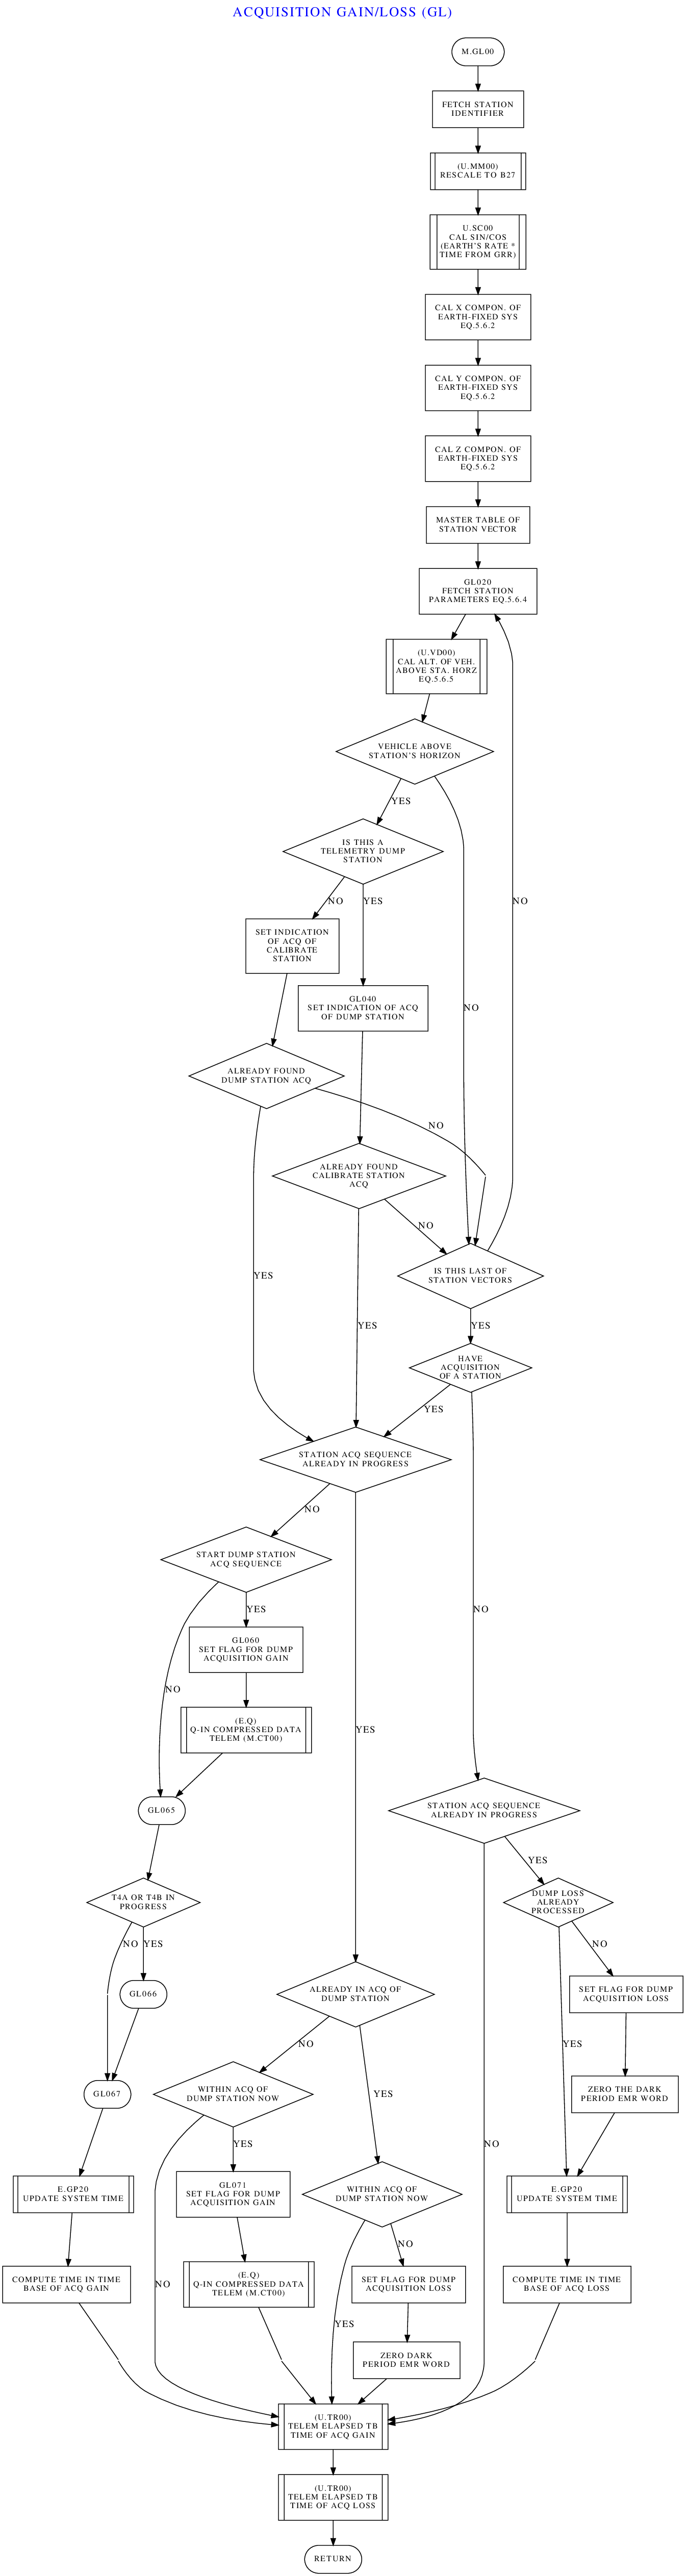 ACQUISITION GAIN/LOSS (GL)
M.GL00
FETCH STATION
IDENTIFIER
(U.MM00)
RESCALE TO B27
U.SC00
CAL SIN/COS
(EARTH'S RATE *
TIME FROM GRR)
CAL X COMPON. OF
EARTH-FIXED SYS
EQ.5.6.2
CAL Y COMPON. OF
EARTH-FIXED SYS
EQ.5.6.2
CAL Z COMPON. OF
EARTH-FIXED SYS
EQ.5.6.2
MASTER TABLE OF
STATION VECTOR
GL020
FETCH STATION
PARAMETERS EQ.5.6.4
(U.VD00)
CAL ALT. OF VEH.
ABOVE STA. HORZ
EQ.5.6.5
VEHICLE ABOVE
STATION'S HORIZON
YES
IS THIS A
TELEMETRY DUMP
STATION
NO
YES
NO
SET INDICATION
OF ACQ OF
CALIBRATE
STATION
GL040
SET INDICATION OF ACQ
OF DUMP STATION
NO
ALREADY FOUND
DUMP STATION ACQ
NO
ALREADY FOUND
CALIBRATE STATION
ACQ
NO
IS THIS LAST OF
STATION VECTORS
YES
YES
YES
HAVE
ACQUISITION
OF A STATION
YES
STATION ACQ SEQUENCE
ALREADY IN PROGRESS
NO
START DUMP STATION
ACQ SEQUENCE
YES
NO
GL060
SET FLAG FOR DUMP
ACQUISITION GAIN
NO
(E.Q)
Q-IN COMPRESSED DATA
TELEM (M.CT00)
YES
GL065
STATION ACQ SEQUENCE
ALREADY IN PROGRESS
YES
T4A OR T4B IN
PROGRESS
DUMP LOSS
ALREADY
PROCESSED
NO
YES
NO
GL066
ALREADY IN ACQ OF
DUMP STATION
SET FLAG FOR DUMP
ACQUISITION LOSS
NO
YES
YES
GL067
WITHIN ACQ OF
DUMP STATION NOW
ZERO THE DARK
PERIOD EMR WORD
YES
NO
E.GP20
UPDATE SYSTEM TIME
GL071
SET FLAG FOR DUMP
ACQUISITION GAIN
WITHIN ACQ OF
DUMP STATION NOW
E.GP20
UPDATE SYSTEM TIME
NO
COMPUTE TIME IN TIME
BASE OF ACQ GAIN
NO
(E.Q)
Q-IN COMPRESSED DATA
TELEM (M.CT00)
SET FLAG FOR DUMP
ACQUISITION LOSS
COMPUTE TIME IN TIME
BASE OF ACQ LOSS
YES
ZERO DARK
PERIOD EMR WORD
(U.TR00)
TELEM ELAPSED TB
TIME OF ACQ GAIN
(U.TR00)
TELEM ELAPSED TB
TIME OF ACQ LOSS
RETURN